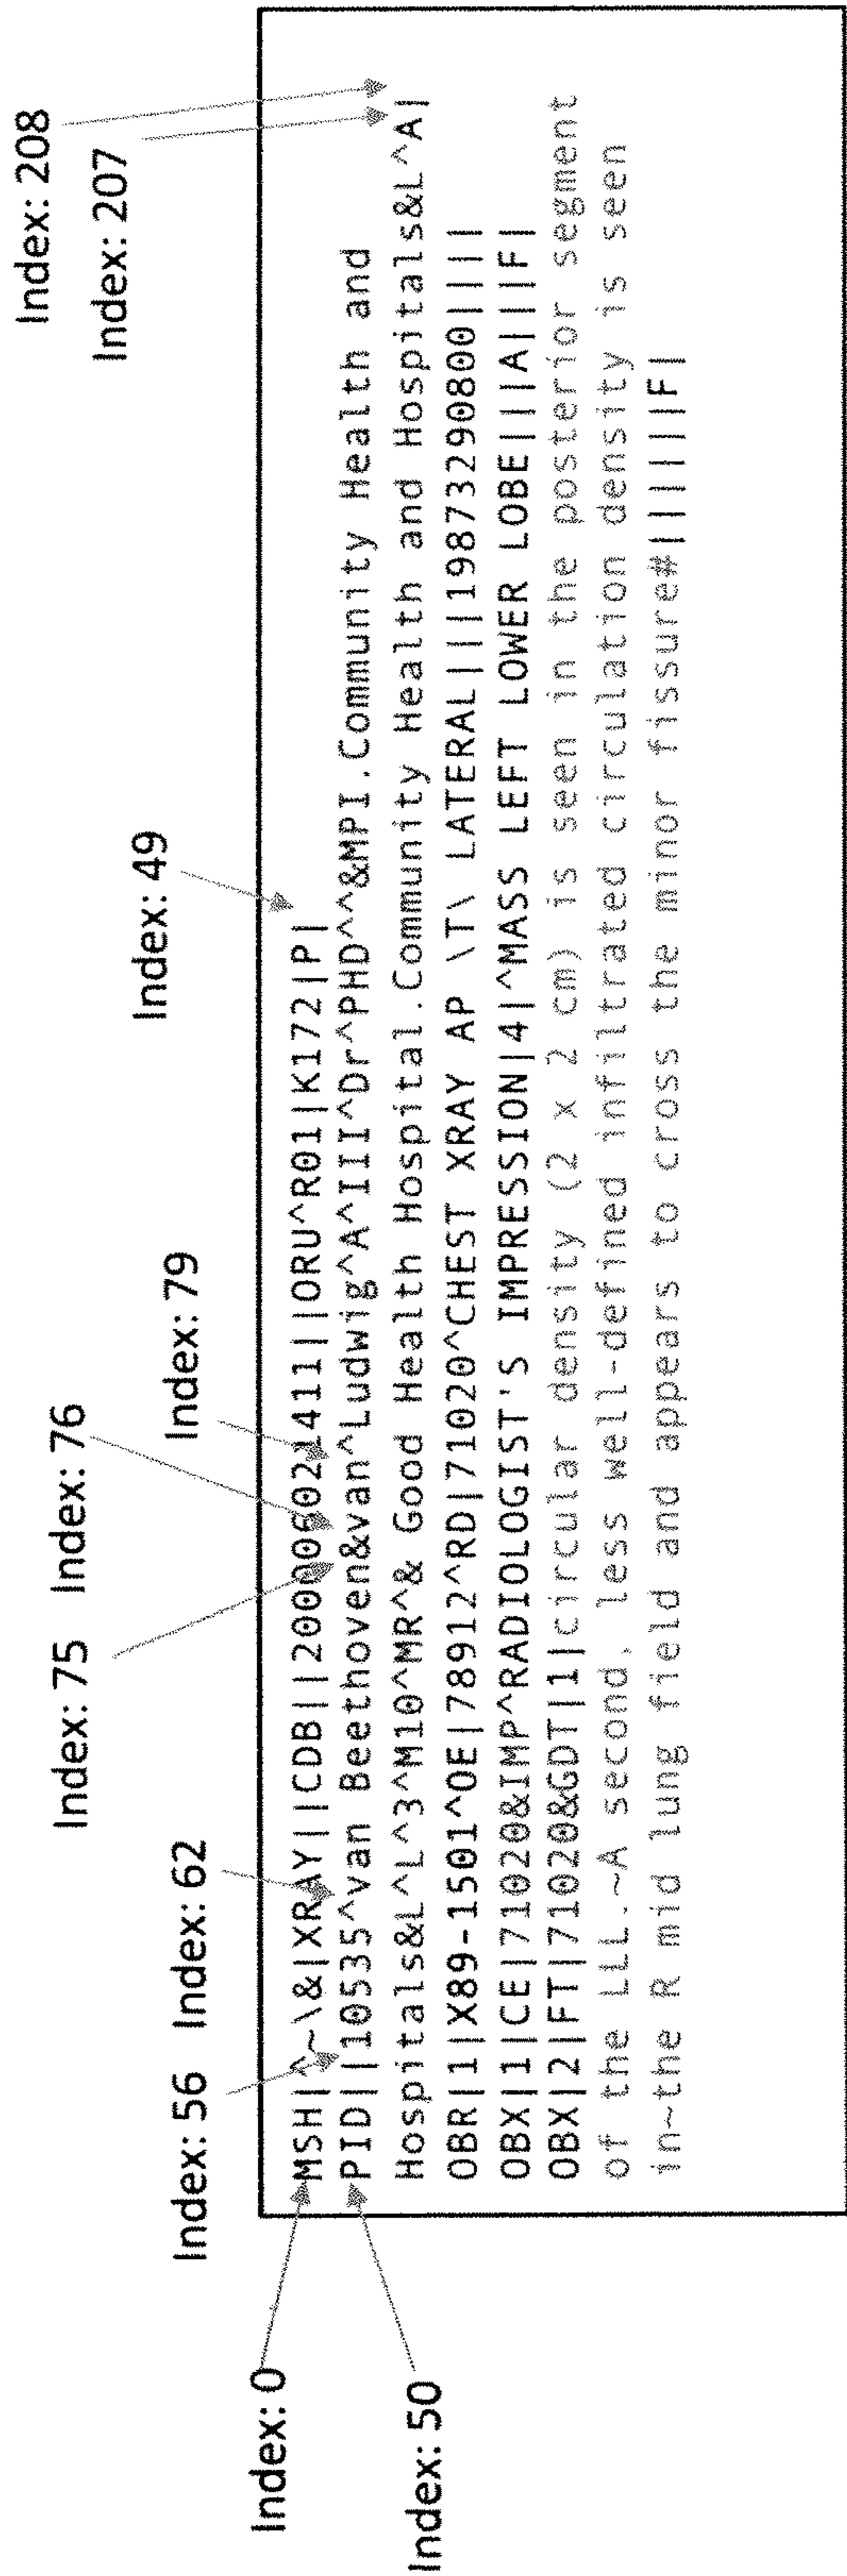 Index: 208
Index: 207
Index: 49
Index: 79
Index: 76
Index: 75
Index: 62
Index: 56
Index: 0
Index: 50
MSH|^~\&|XRAY||CDB||200006021411||ORU^R01|K172|P|
PID||10535^van Beethoven&van^Ludwig^A^III^Dr^PHD^^&MPI.Community Health and
Hospitals&L^L^3^M10^MR^& Good Health Hospital.Community Health and Hospitals&L^A|
OBR|1|X89-1501^OE|78912^RD|71020^CHEST XRAY AP \T\ LATERAL|||19873290800||||
OBX|1|CE|71020&IMP^RADIOLOGIST'S IMPRESSION|4|^MASS LEFT LOWER LOBE|||A|||F|
OBX|2|FT|71020&GDT|1|circular density (2 x 2 cm) is seen in the posterior segment
of the LLL.~A second, less well-defined infiltrated circulation density is seen
in~the R mid lung field and appears to cross the minor fissure#|||||||F|